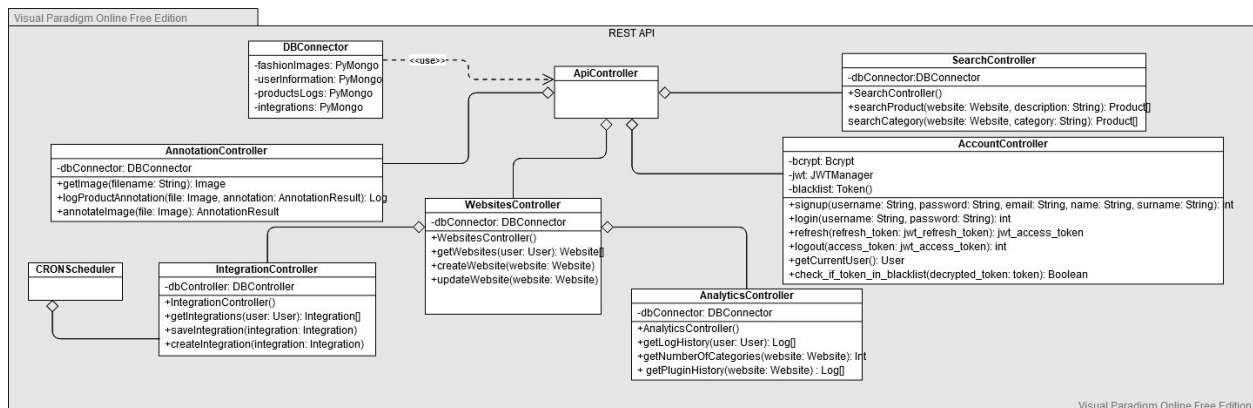 Visual Paradigm Online Free Edition
REST API
DBConnector
-fashionImages: PyMongo
-userInformation: PyMongo
-productsLogs: PyMongo
-integrations: PyMongo
<<use>>
ApiController
SearchController
-dbConnector:DBConnector
+SearchController()
+searchProduct(website: Website, description: String): Product[]
searchCategory(website: Website, category: String): Product[]
AnnotationController
-dbConnector: DBConnector
+getImage(filename: String): Image
+logProductAnnotation(file: Image, annotation: AnnotationResult): Log
+annotateImage(file: Image): AnnotationResult
AccountController
-bcrypt: Bcrypt
-jwt: JWTManager
-blacklist: Token()
+signup(username: String, password: String, email: String, name: String, surname: String): int
+login(username: String, password: String): int
+refresh(refresh_token: jwt_refresh_token): jwt_access_token
+logout(access_token: jwt_access_token): int
+getCurrentUser(): User
+check_if_token_in_blacklist(decrypted_token: token): Boolean
WebsitesController
-dbConnector: DBConnector
+WebsitesController()
+getWebsites(user: User): Website[]
+createWebsite(website: Website)
+updateWebsite(website: Website)
CRONScheduler
IntegrationController
-dbController: DBController
+IntegrationController()
+getIntegrations(user: User): Integration[]
+saveIntegration(integration: Integration)
+createIntegration(integration: Integration)
AnalyticsController
-dbConnector: DBConnector
+AnalyticsController()
+getLogHistory(user: User): Log[]
+getNumberOfCategories(website: Website): Int
+ getPluginHistory(website: Website) : Log[]
Visual Paradigm Online Free Edition